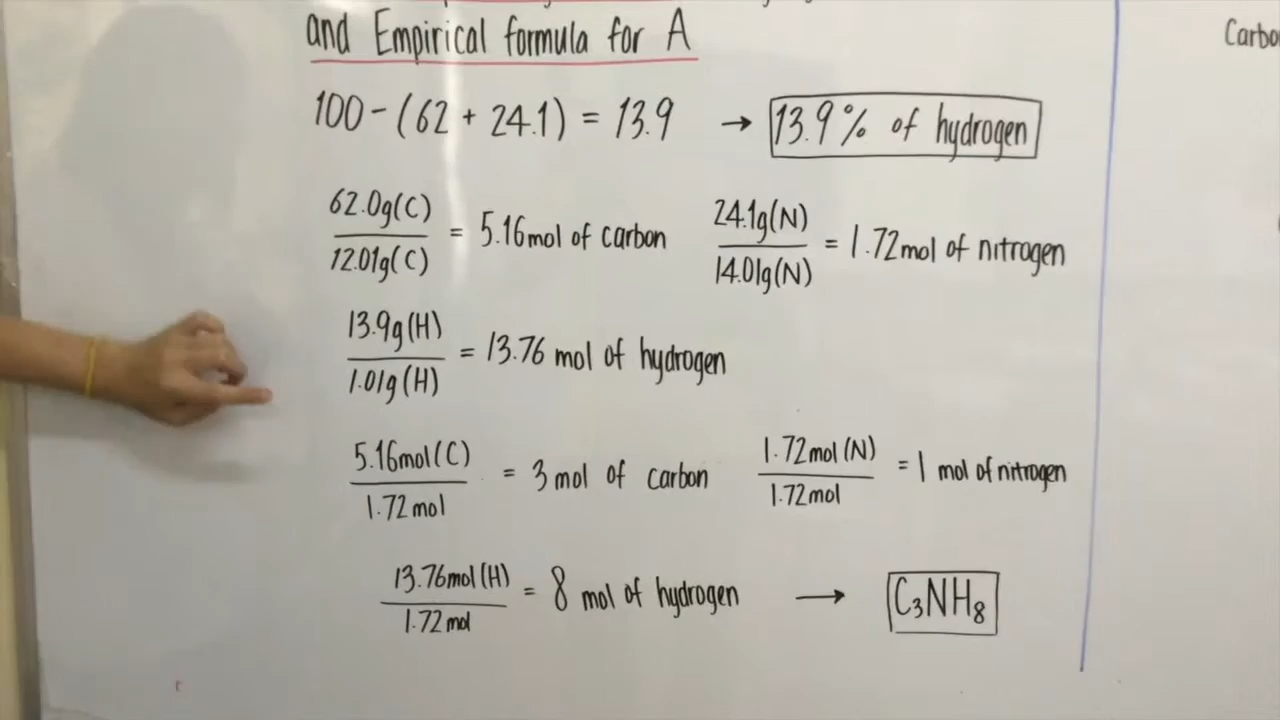 and Empirical formula for A
100 - (62 + 24.1) = 13.9 → 13.9% of hydrogen
62.0g(C) / 12.01g(C) = 5.16mol of carbon
24.1g(N) / 14.01g(N) = 1.72mol of nitrogen
13.9g(H) / 1.01g(H) = 13.76 mol of hydrogen
5.16mol(C) / 1.72mol = 3mol of carbon
1.72mol(N) / 1.72mol = 1 mol of nitrogen
13.76mol(H) / 1.72mol = 8 mol of hydrogen → C₃NH₈
Carbo